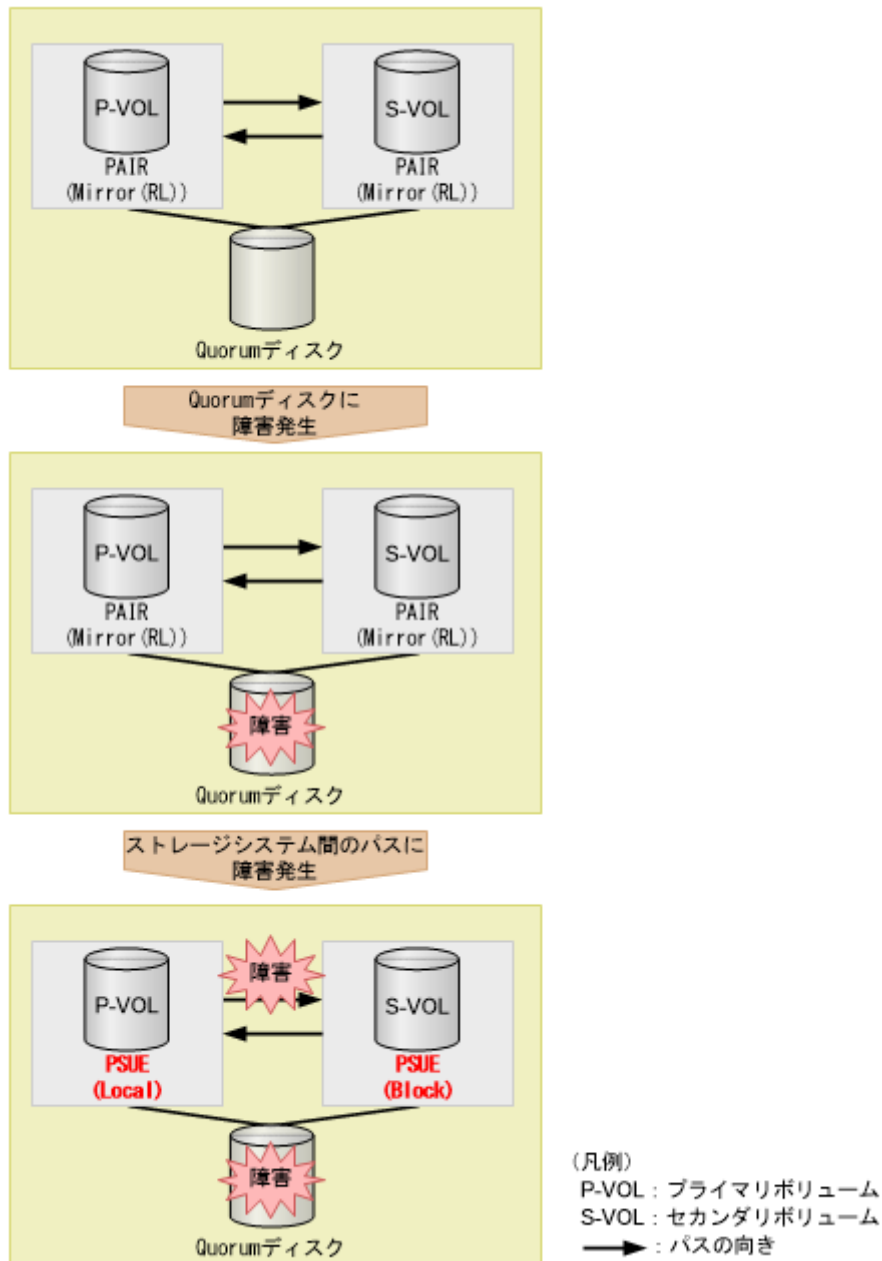 P-VOL
S-VOL
PAIR
(Mirror(RL))
PAIR
(Mirror(RL))
Quorumディスク
Quorumディスクに
障害発生
P-VOL
S-VOL
PAIR
(Mirror(RL))
PAIR
(Mirror(RL))
障害
Quorumディスク
ストレージシステム間のパスに
障害発生
障害
P-VOL
S-VOL
PSUE
(Local)
PSUE
(Block)
障害
Quorumディスク
(凡例)
P-VOL:プライマリボリューム
S-VOL:セカンダリボリューム
:パスの向き